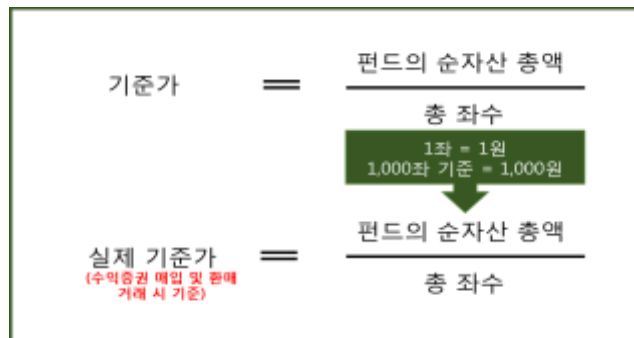 기준가 = 펀드의 순자산 총액
총 좌수
1좌 = 1원
1,000좌 기준 = 1,000원
실제 기준가 = 펀드의 순자산 총액
(수익증권 매입 및 환매
거래 시 기준)
총 좌수